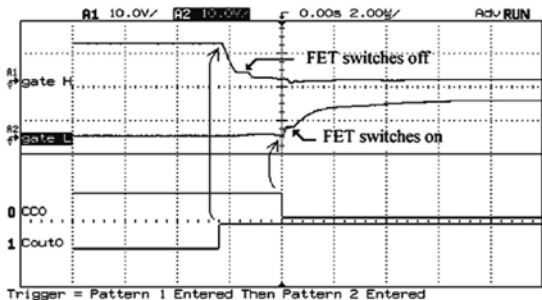 A1 10.0V/ A2 10.0V/ 0.00s 2.00µ/ Adv RUN
FET switches off
A1
gate H
A2
gate L
FET switches on
0 CC0
1 Cout0
Trigger = Pattern 1 Entered Then Pattern 2 Entered